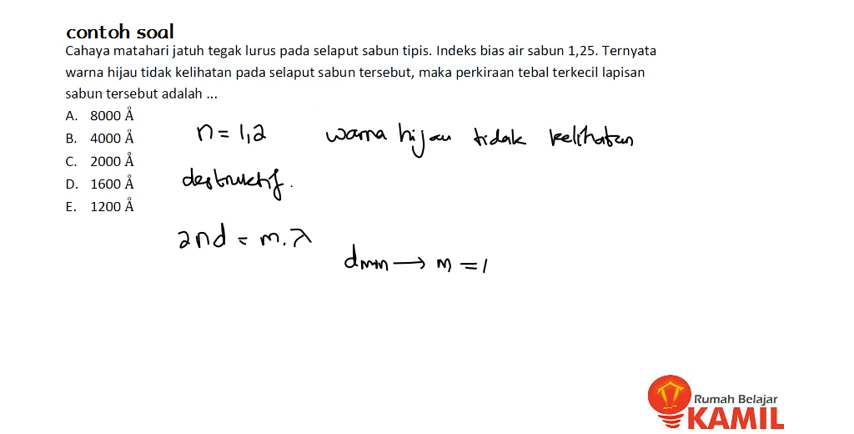 contoh soal
Cahaya matahari jatuh tegak lurus pada selaput sabun tipis. Indeks bias air sabun 1,25. Ternyata
warna hijau tidak kelihatan pada selaput sabun tersebut, maka perkiraan tebal terkecil lapisan
sabun tersebut adalah ...
A. 8000 Å
B. 4000 Å
C. 2000 Å
D. 1600 Å
E. 1200 Å
n = 1,2 warna hijau tidak kelihatan
destruktif.
2nd = m.λ
dmin → m = 1
Rumah Belajar
KAMIL